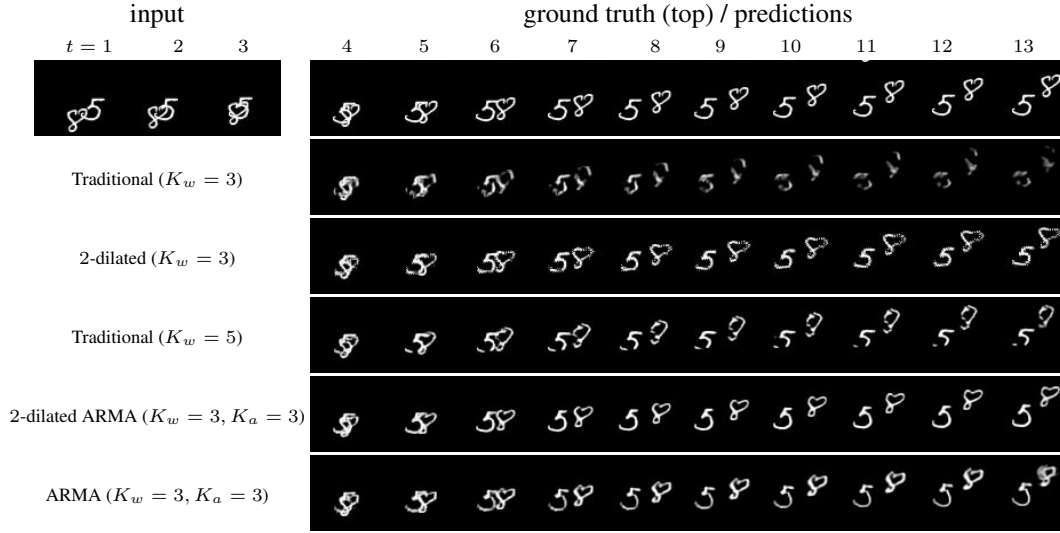 input
ground truth (top) / predictions
t = 1 2 3 4 5 6 7 8 9 10 11 12 13
Traditional (K_w = 3)
2-dilated (K_w = 3)
Traditional (K_w = 5)
2-dilated ARMA (K_w = 3, K_a = 3)
ARMA (K_w = 3, K_a = 3)